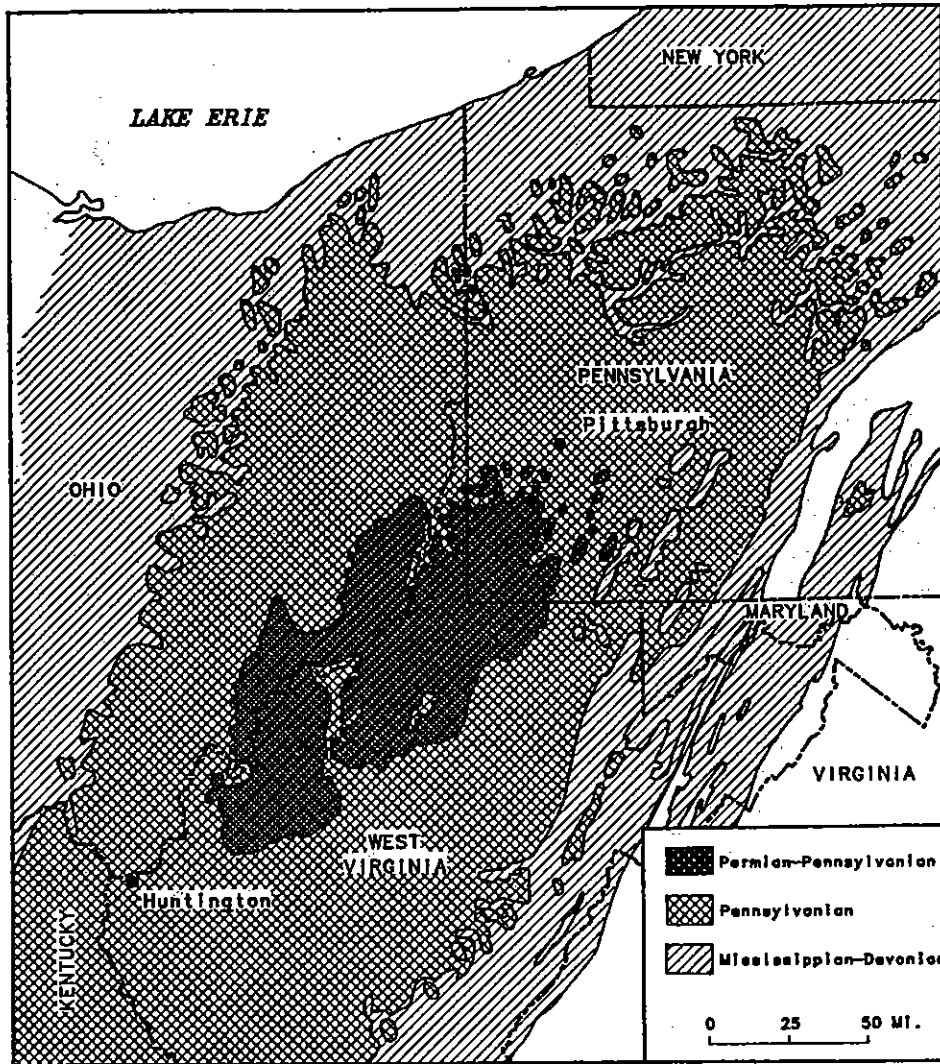 NEW YORK
LAKE ERIE
PENNSYLVANIA
Pittsburgh
OHIO
MARYLAND
VIRGINIA
WEST
VIRGINIA
Huntington
KENTUCKY
Permian-Pennsylvanian
Pennsylvanian
Mississippian-Devonian
0 25 50 MI.